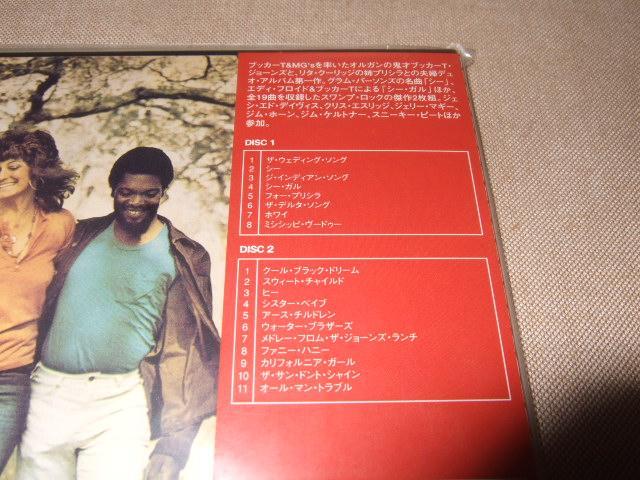 ブッカーT&MG'sを率いたオルガンの鬼才ブッカーT・
ジョーンズと、リタ・クーリッジの姉プリシラとの夫婦デュ
オ・アルバム第一作。グラム・パーソンズの名曲「シー」、
エディ・フロイド&ブッカーTによる「シー・ガル」ほか、
全19曲を収録したスワンプ・ロックの傑作2枚組。ジェ
シ・エド・デイヴィス、クリス・エスリッジ、ジェリー・マギー、
ジム・ホーン、ジム・ケルトナー、スニーキー・ピートほか
参加。
DISC 1
1 ザ・ウェディング・ソング
2 シー
3 ジ・インディアン・ソング
4 シー・ガル
5 フォー・プリシラ
6 ザ・デルタ・ソング
7 ホワイ
8 ミシシッピ・ヴードゥー
DISC 2
1 クール・ブラック・ドリーム
2 スウィート・チャイルド
3 ヒー
4 シスター・ベイブ
5 アース・チルドレン
6 ウォーター・ブラザーズ
7 メドレー・フロム・ザ・ジョーンズ・ランチ
8 ファニー・ハニー
9 カリフォルニア・ガール
10 ザ・サン・ドント・シャイン
11 オール・マン・トラブル